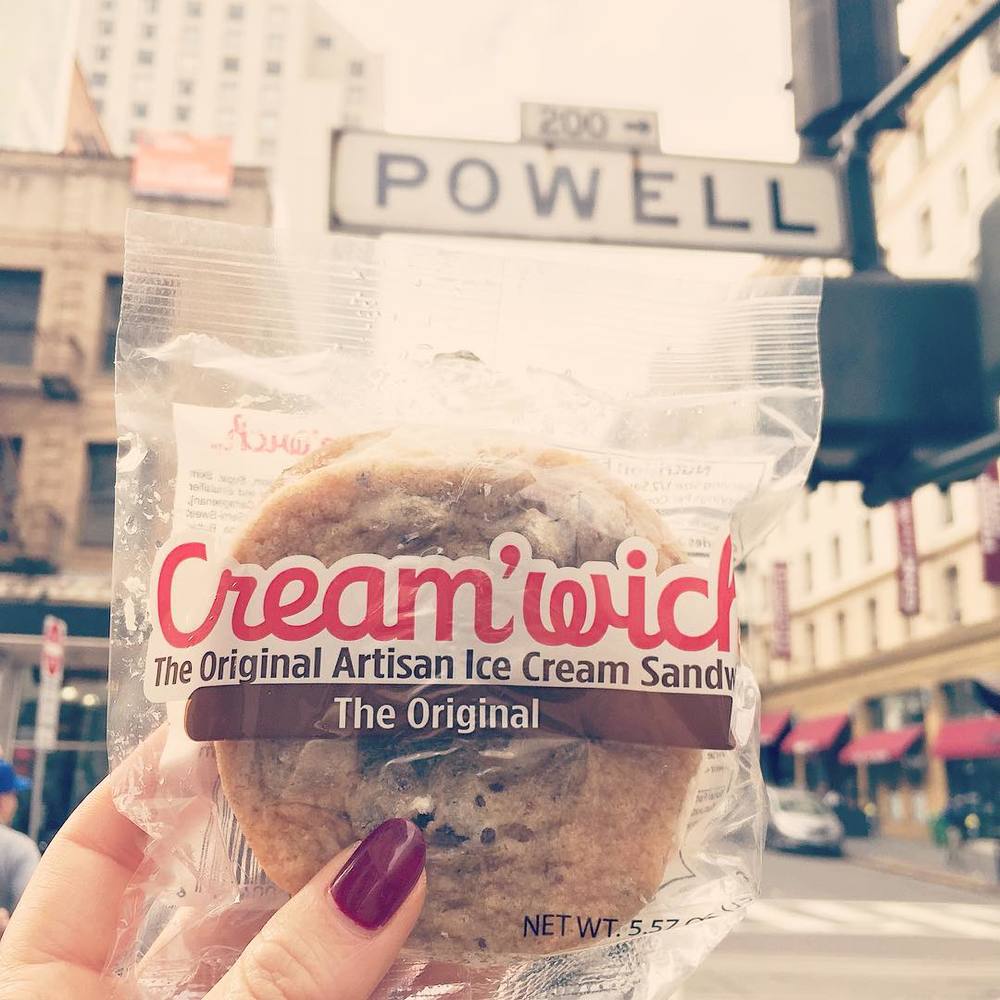 200 →
POWELL
Cream'wich
The Original Artisan Ice Cream Sandw
The Original
NET WT. 5.57